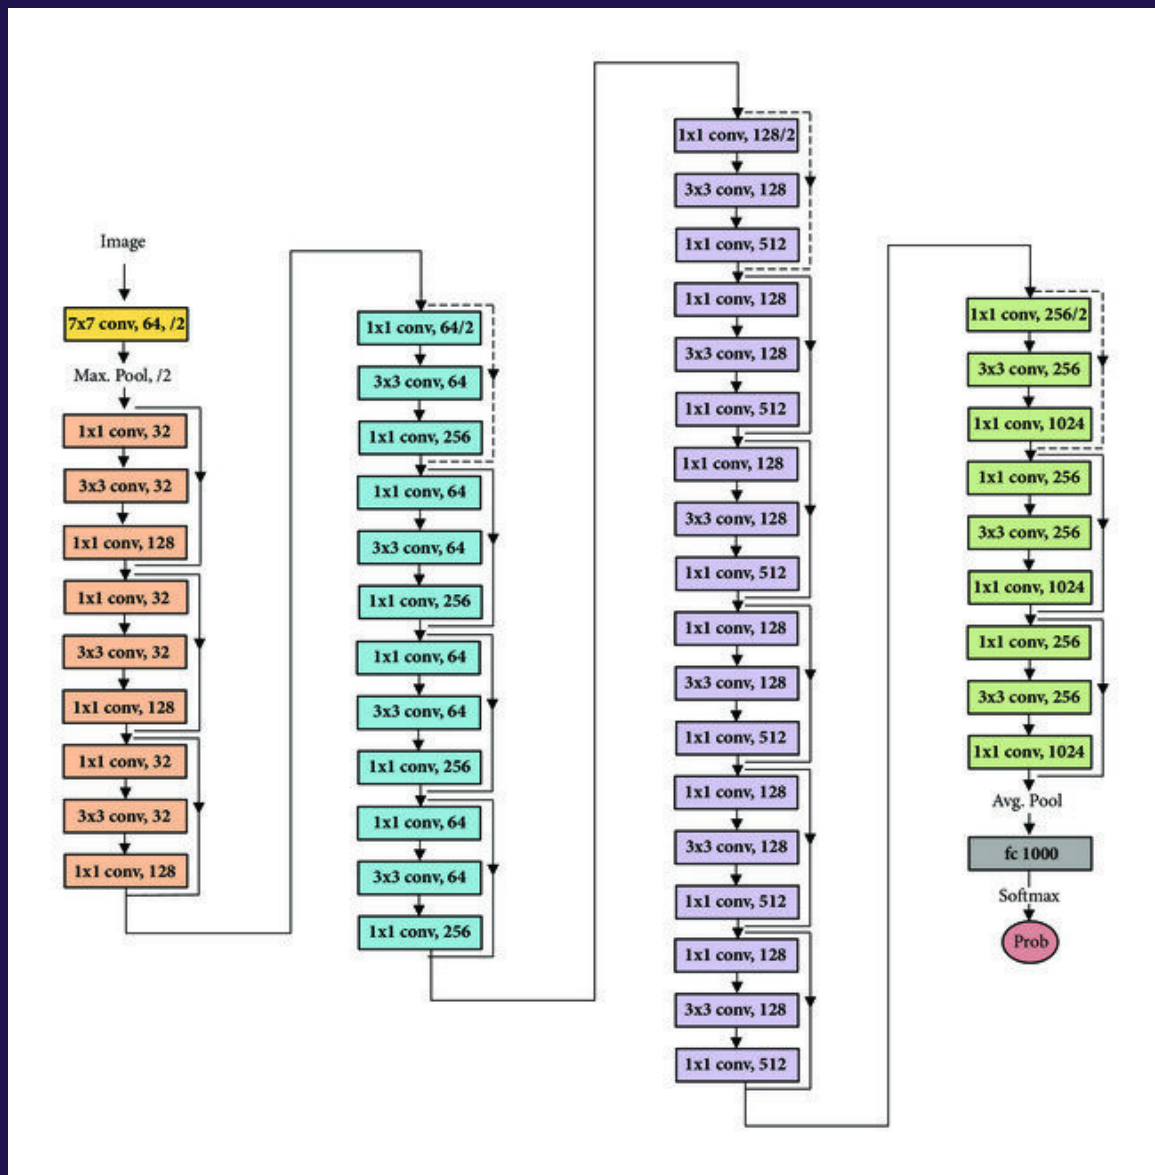 Image
7x7 conv, 64, /2
Max. Pool, /2
1x1 conv, 32
3x3 conv, 32
1x1 conv, 128
1x1 conv, 32
3x3 conv, 32
1x1 conv, 128
1x1 conv, 32
3x3 conv, 32
1x1 conv, 128
1x1 conv, 64/2
3x3 conv, 64
1x1 conv, 256
1x1 conv, 64
3x3 conv, 64
1x1 conv, 256
1x1 conv, 64
3x3 conv, 64
1x1 conv, 256
1x1 conv, 64
3x3 conv, 64
1x1 conv, 256
1x1 conv, 128/2
3x3 conv, 128
1x1 conv, 512
1x1 conv, 128
3x3 conv, 128
1x1 conv, 512
1x1 conv, 128
3x3 conv, 128
1x1 conv, 512
1x1 conv, 128
3x3 conv, 128
1x1 conv, 512
1x1 conv, 128
3x3 conv, 128
1x1 conv, 512
1x1 conv, 128
3x3 conv, 128
1x1 conv, 512
1x1 conv, 256/2
3x3 conv, 256
1x1 conv, 1024
1x1 conv, 256
3x3 conv, 256
1x1 conv, 1024
1x1 conv, 256
3x3 conv, 256
1x1 conv, 1024
Avg. Pool
fc 1000
Softmax
Prob